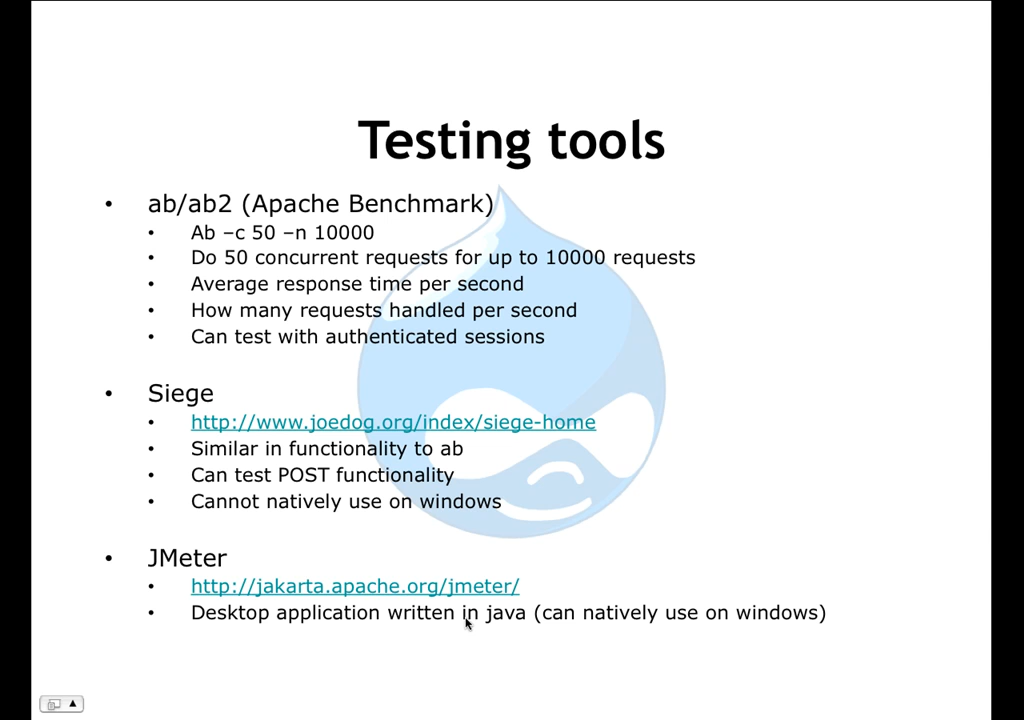 Testing tools
• ab/ab2 (Apache Benchmark)
• Ab –c 50 –n 10000
• Do 50 concurrent requests for up to 10000 requests
• Average response time per second
• How many requests handled per second
• Can test with authenticated sessions
• Siege
• http://www.joedog.org/index/siege-home
• Similar in functionality to ab
• Can test POST functionality
• Cannot natively use on windows
• JMeter
• http://jakarta.apache.org/jmeter/
• Desktop application written in java (can natively use on windows)